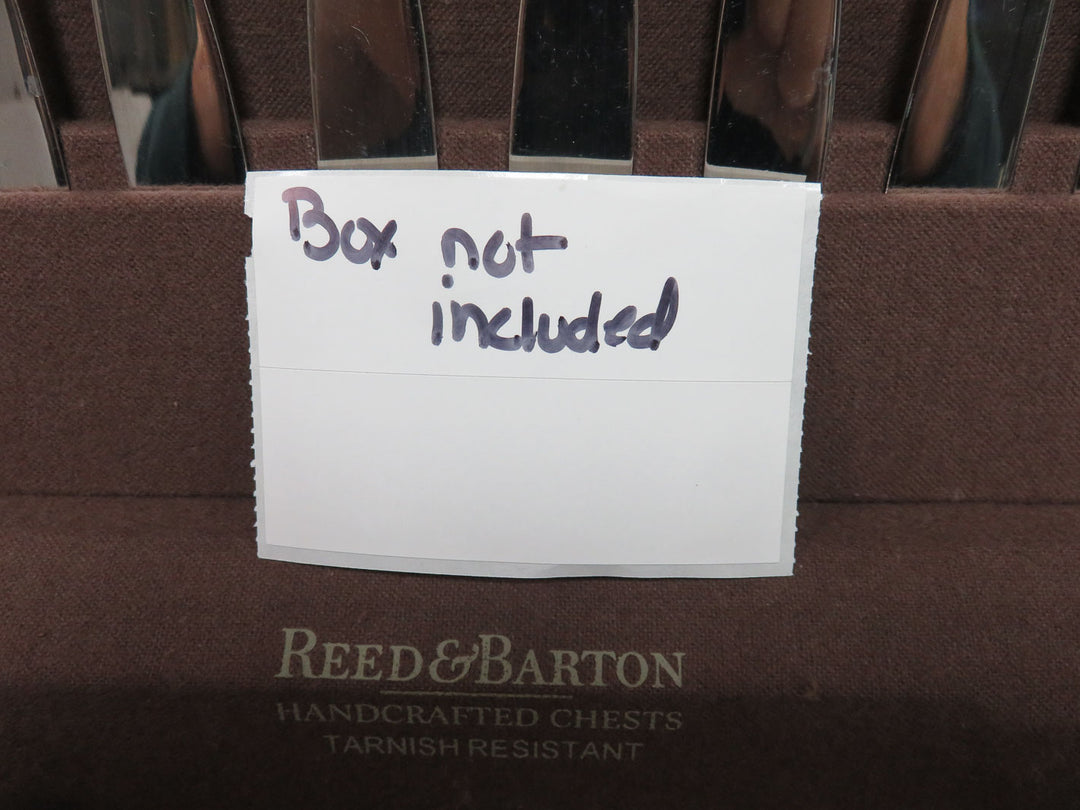 Box not
included
REED&BARTON
HANDCRAFTED CHESTS
TARNISH RESISTANT